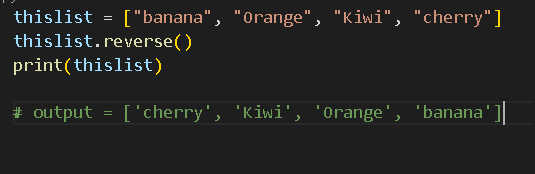 thislist = ["banana", "Orange", "Kiwi", "cherry"]
thislist.reverse()
print(thislist)
# output = ['cherry', 'Kiwi', 'Orange', 'banana']